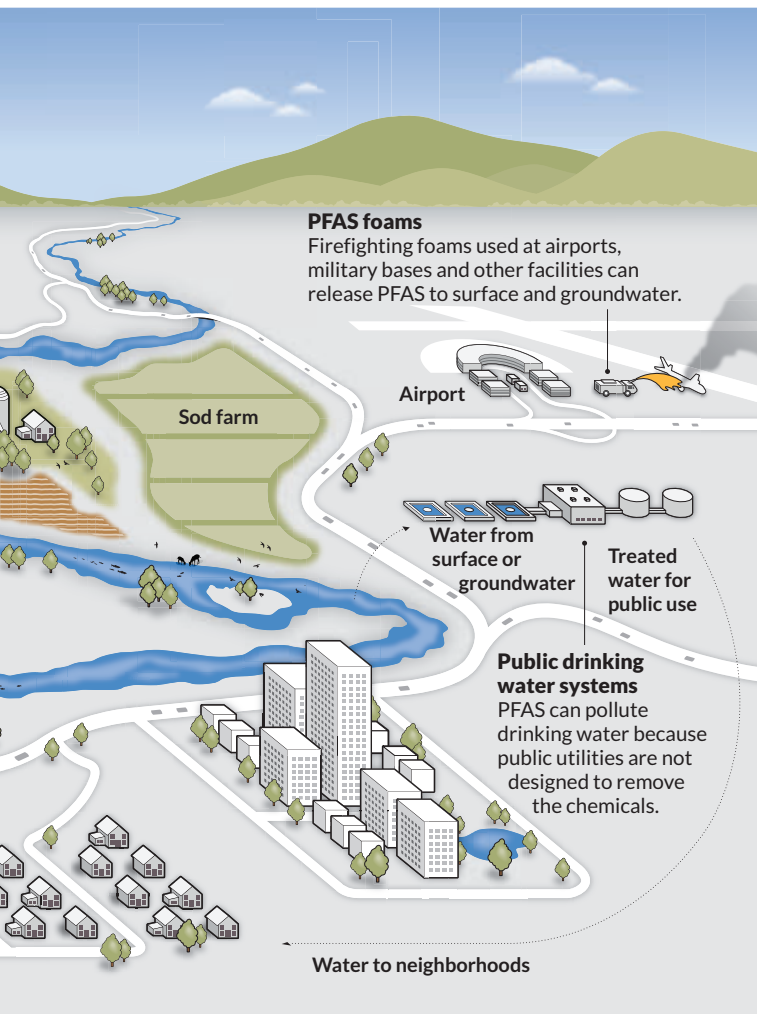 PFAS foams
Firefighting foams used at airports,
military bases and other facilities can
release PFAS to surface and groundwater.
Airport
Sod farm
Water from
surface or
groundwater
Treated
water for
public use
Public drinking
water systems
PFAS can pollute
drinking water because
public utilities are not
designed to remove
the chemicals.
Water to neighborhoods